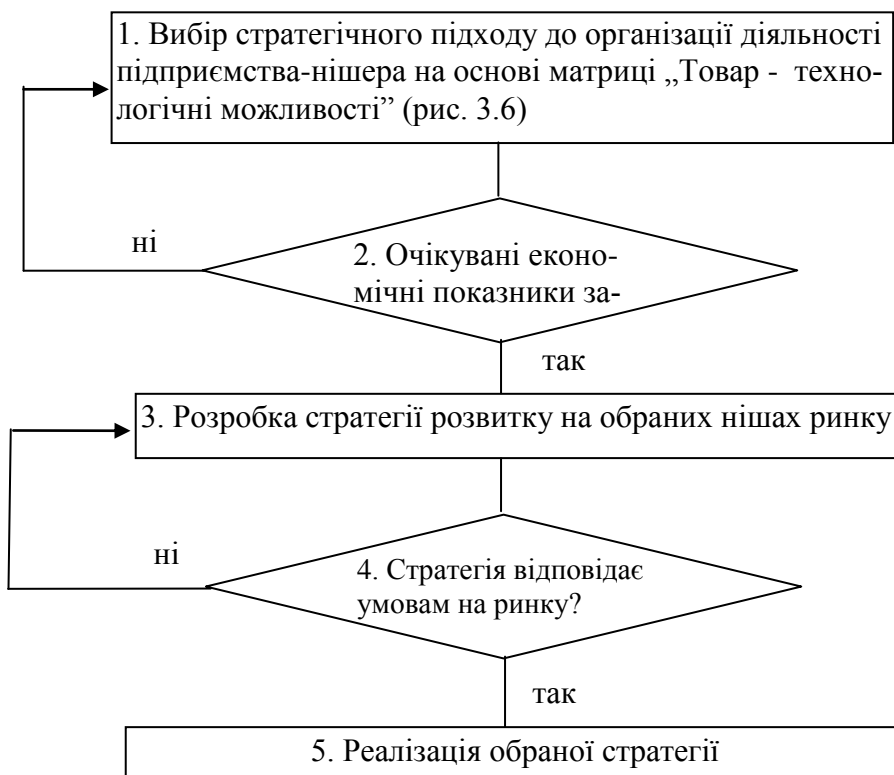 1. Вибір стратегічного підходу до організації діяльності
підприємства-нішера на основі матриці „Товар - техно-
логічні можливості” (рис. 3.6)
ні
2. Очікувані еконо-
мічні показники за-
так
3. Розробка стратегії розвитку на обраних нішах ринку
ні
4. Стратегія відповідає
умовам на ринку?
так
5. Реалізація обраної стратегії